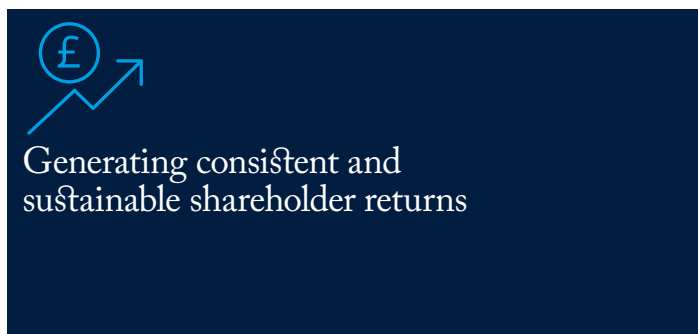 £
Generating consistent and
sustainable shareholder returns